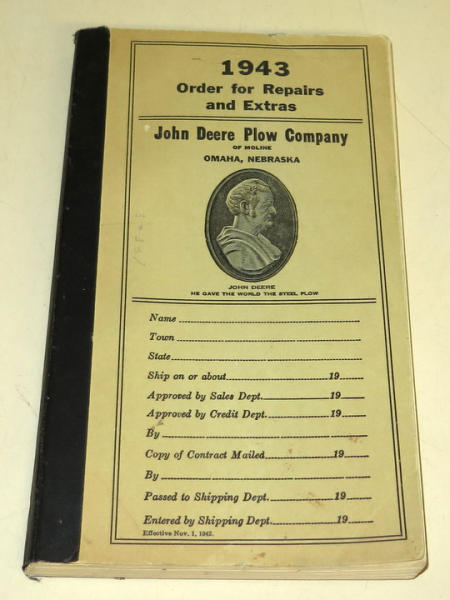 1943
Order for Repairs
and Extras
John Deere Plow Company
OF MOLINE
OMAHA, NEBRASKA
JOHN DEERE
HE GAVE THE WORLD THE STEEL PLOW
Name
Town
State
Ship on or about 19
Approved by Sales Dept. 19
Approved by Credit Dept. 19
By
Copy of Contract Mailed 19
By
Passed to Shipping Dept. 19
Entered by Shipping Dept. 19
Effective Nov. 1, 1942.